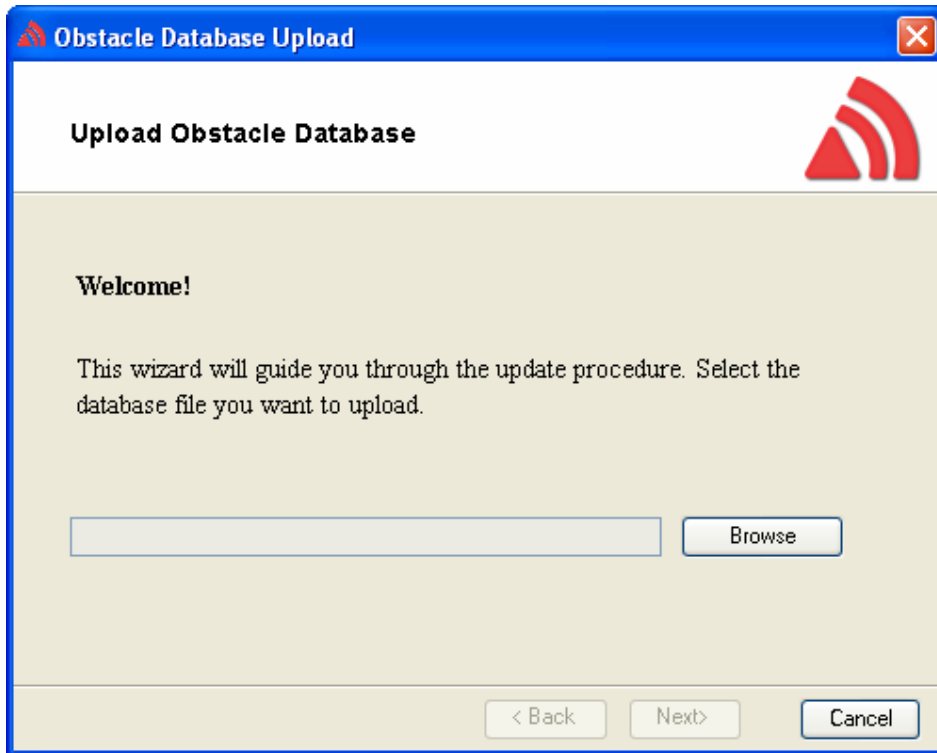 Obstacle Database Upload
Upload Obstacle Database
Welcome!
This wizard will guide you through the update procedure. Select the
database file you want to upload.
Browse
< Back
Next>
Cancel